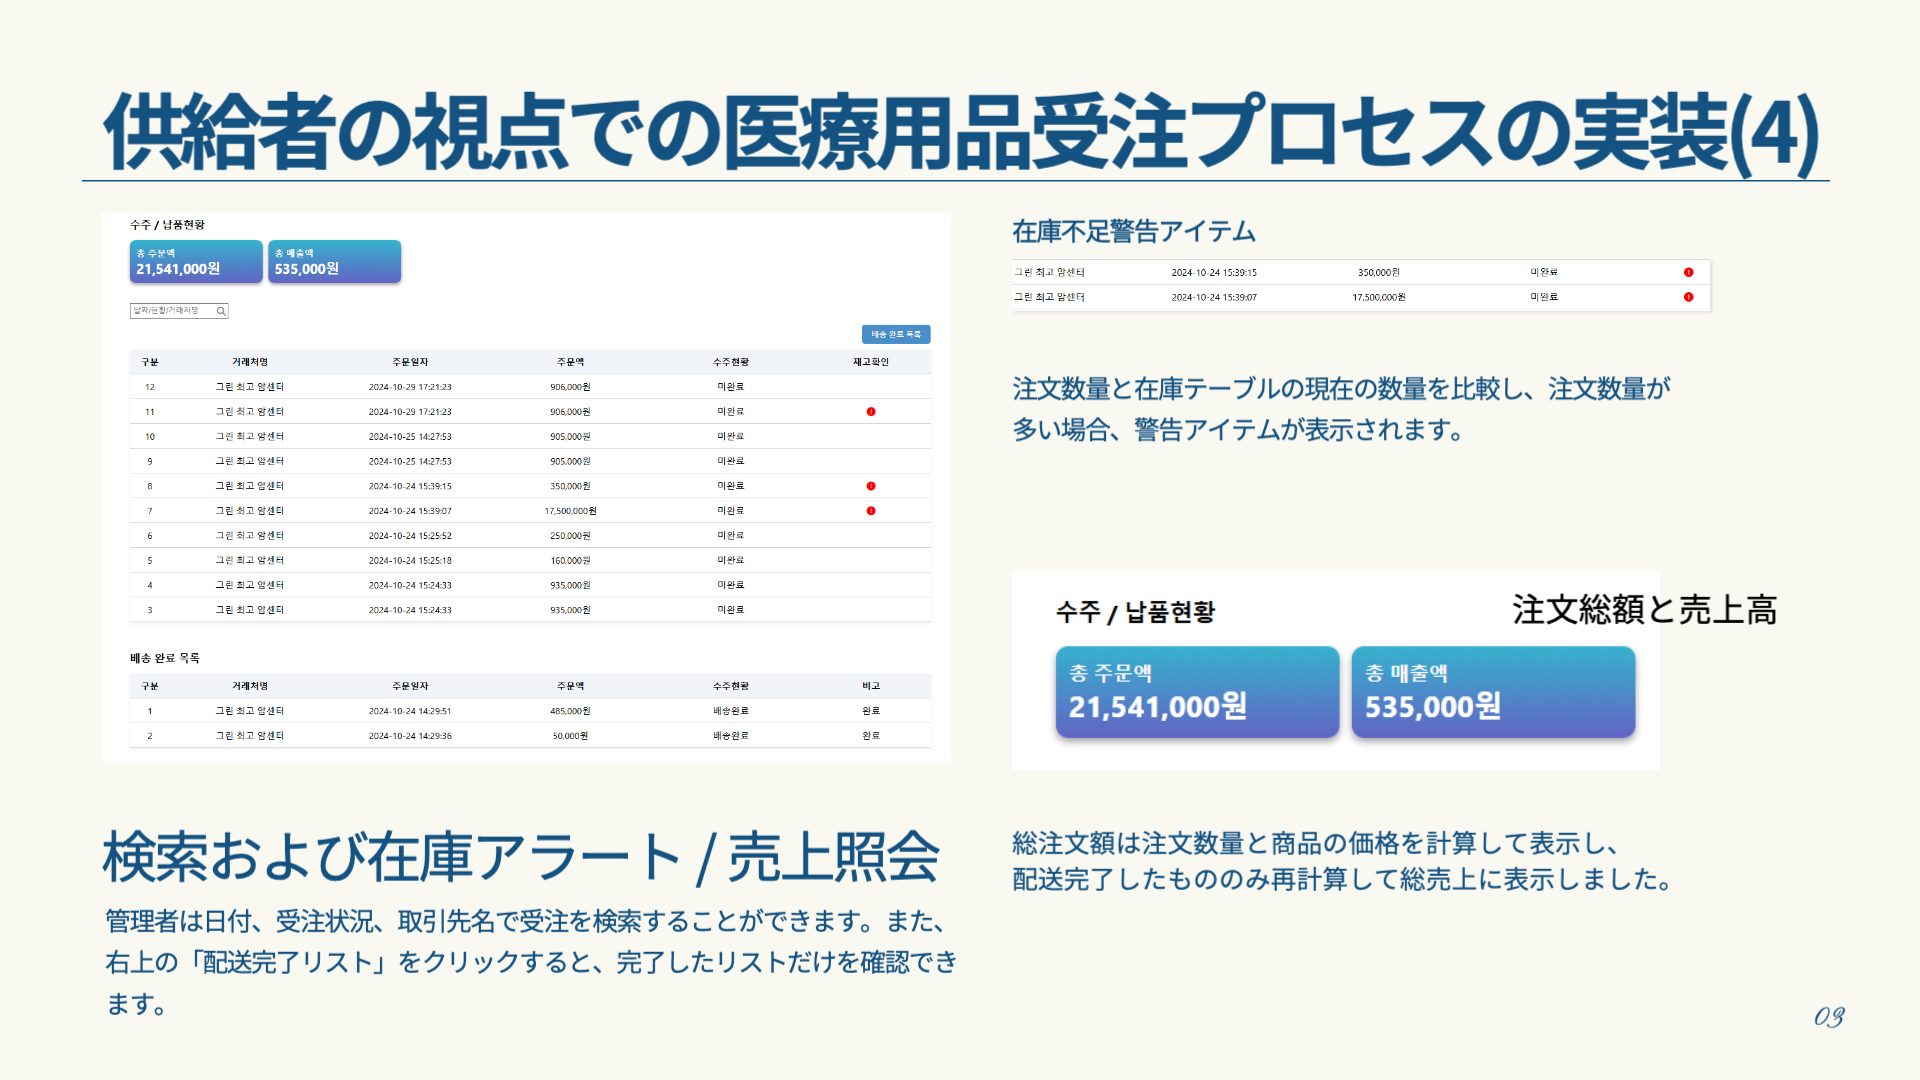 供給者の視点での医療用品受注プロセスの実装(4)
수주 / 납품현황
총 주문액 총 매출액
21,541,000원 535,000원
날짜/현황/거래처명
배송 완료 목록
구분 거래처명 주문일자 주문액 수주현황 재고확인
12 그린 최고 암센터 2024-10-29 17:21:23 906,000원 미완료
11 그린 최고 암센터 2024-10-29 17:21:23 906,000원 미완료
10 그린 최고 암센터 2024-10-25 14:27:53 905,000원 미완료
9 그린 최고 암센터 2024-10-25 14:27:53 905,000원 미완료
8 그린 최고 암센터 2024-10-24 15:39:15 350,000원 미완료
7 그린 최고 암센터 2024-10-24 15:39:07 17,500,000원 미완료
6 그린 최고 암센터 2024-10-24 15:25:52 250,000원 미완료
5 그린 최고 암센터 2024-10-24 15:25:18 160,000원 미완료
4 그린 최고 암센터 2024-10-24 15:24:33 935,000원 미완료
3 그린 최고 암센터 2024-10-24 15:24:33 935,000원 미완료
배송 완료 목록
구분 거래처명 주문일자 주문액 수주현황 비고
1 그린 최고 암센터 2024-10-24 14:29:51 485,000원 배송완료 완료
2 그린 최고 암센터 2024-10-24 14:29:36 50,000원 배송완료 완료
検索および在庫アラート / 売上照会
管理者は日付、受注状況、取引先名で受注を検索することができます。また、
右上の「配送完了リスト」をクリックすると、完了したリストだけを確認でき
ます。
在庫不足警告アイテム
그린 최고 암센터 2024-10-24 15:39:15 350,000원 미완료
그린 최고 암센터 2024-10-24 15:39:07 17,500,000원 미완료
注文数量と在庫テーブルの現在の数量を比較し、注文数量が
多い場合、警告アイテムが表示されます。
수주 / 납품현황
注文総額と売上高
총 주문액 총 매출액
21,541,000원 535,000원
総注文額は注文数量と商品の価格を計算して表示し、
配送完了したもののみ再計算して総売上に表示しました。
03